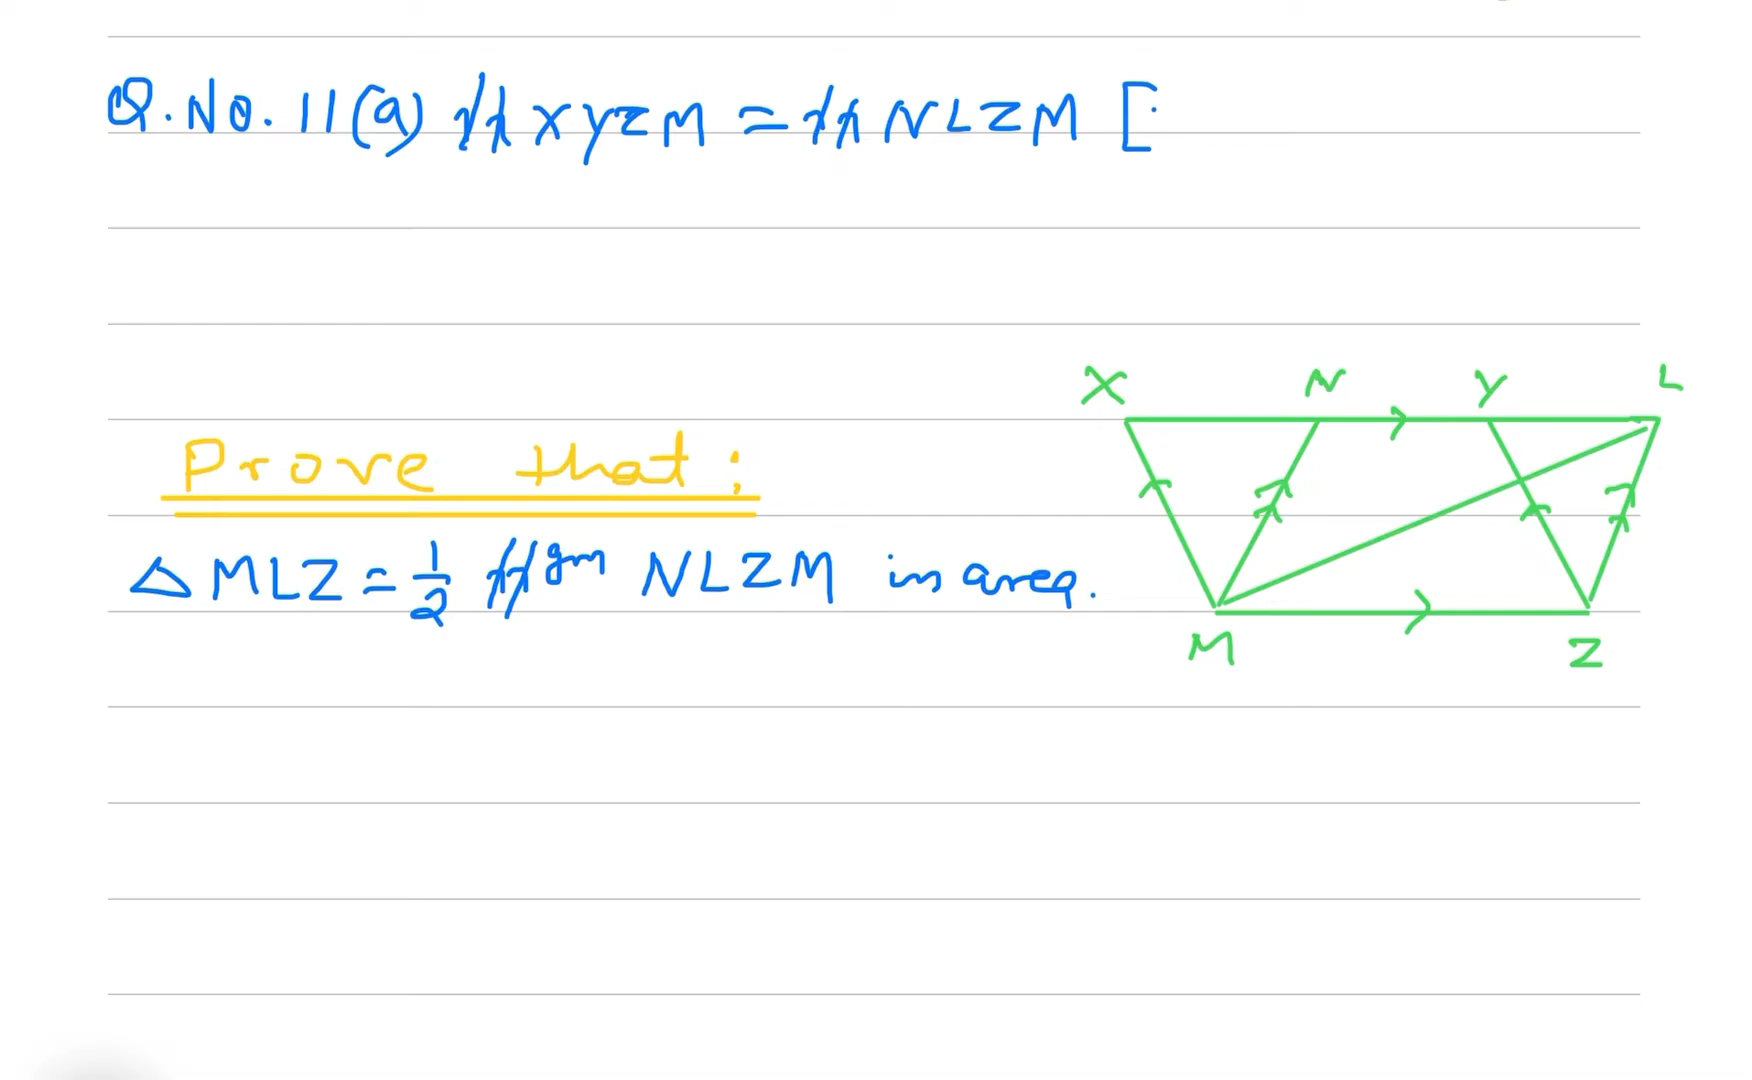 Q.No. 11(a) // XYZM = // NLZM [∵
X N Y L
Prove that:
△ MLZ = 1/2 //gm NLZM in area.
M Z